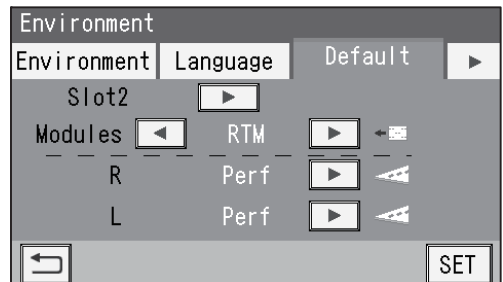 Environment
Environment Language Default
Slot2
Modules RTM
R Perf
L Perf
SET